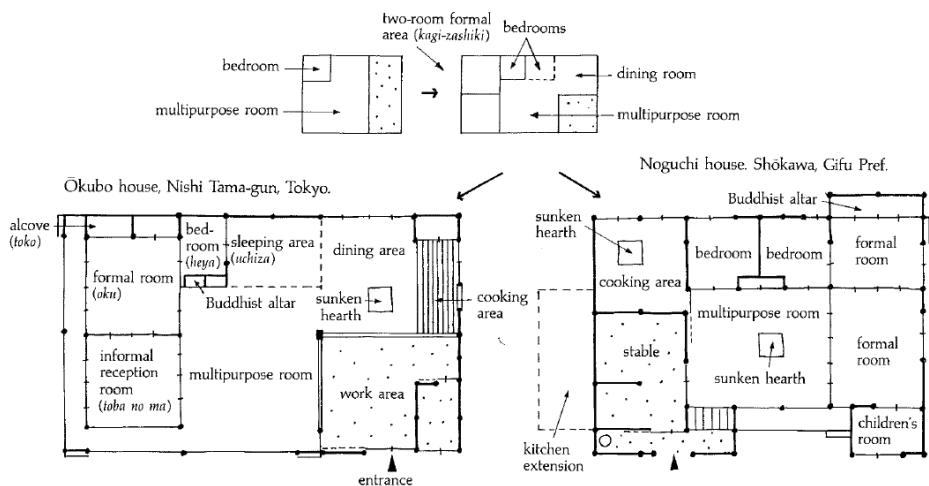 two-room formal
area (kagi-zashiki)
bedrooms
bedroom
multipurpose room
dining room
multipurpose room
Ōkubo house, Nishi Tama-gun, Tokyo.
alcove
(toko)
bed-
room
(heya)
sleeping area
(uchiza)
dining area
formal room
(oku)
Buddhist altar
sunken
hearth
cooking
area
informal
reception
room
(toba no ma)
multipurpose room
work area
entrance
Noguchi house. Shōkawa, Gifu Pref.
Buddhist altar
sunken
hearth
bedroom
bedroom
formal
room
cooking area
multipurpose room
stable
sunken hearth
formal
room
children's
room
kitchen
extension